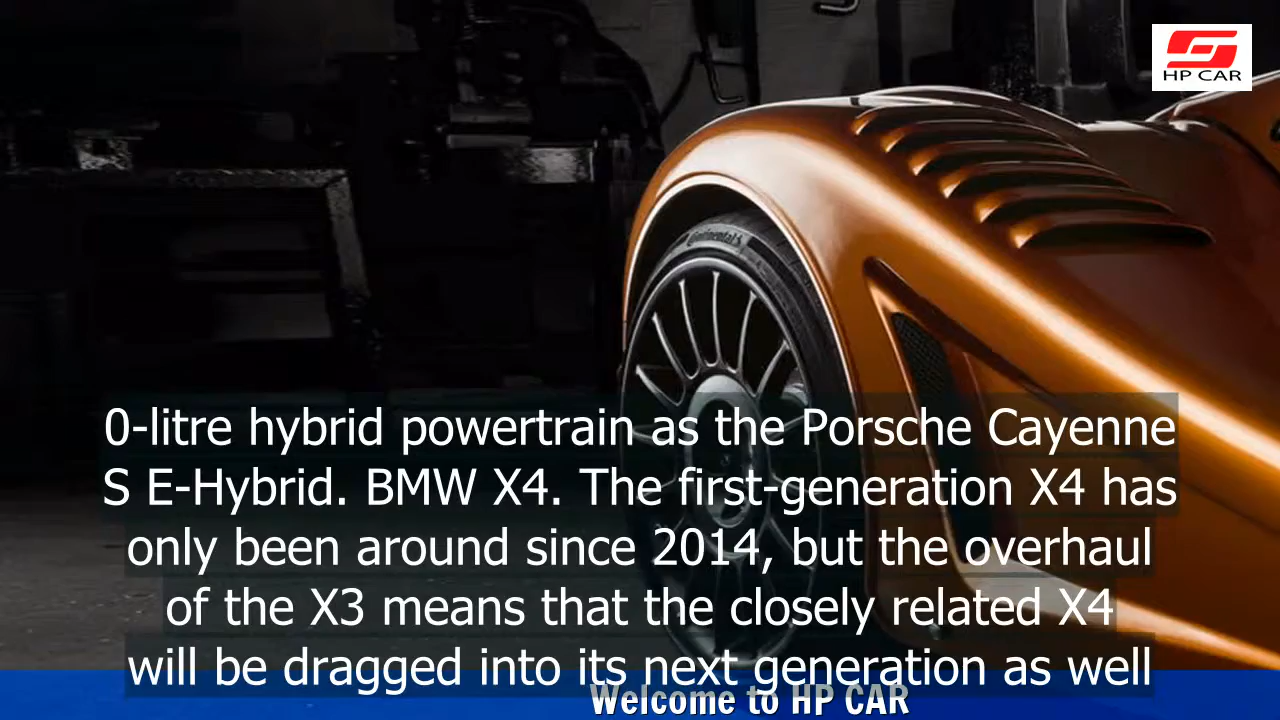 HP CAR
Continental
0-litre hybrid powertrain as the Porsche Cayenne
S E-Hybrid. BMW X4. The first-generation X4 has
only been around since 2014, but the overhaul
of the X3 means that the closely related X4
will be dragged into its next generation as well
Welcome to HP CAR